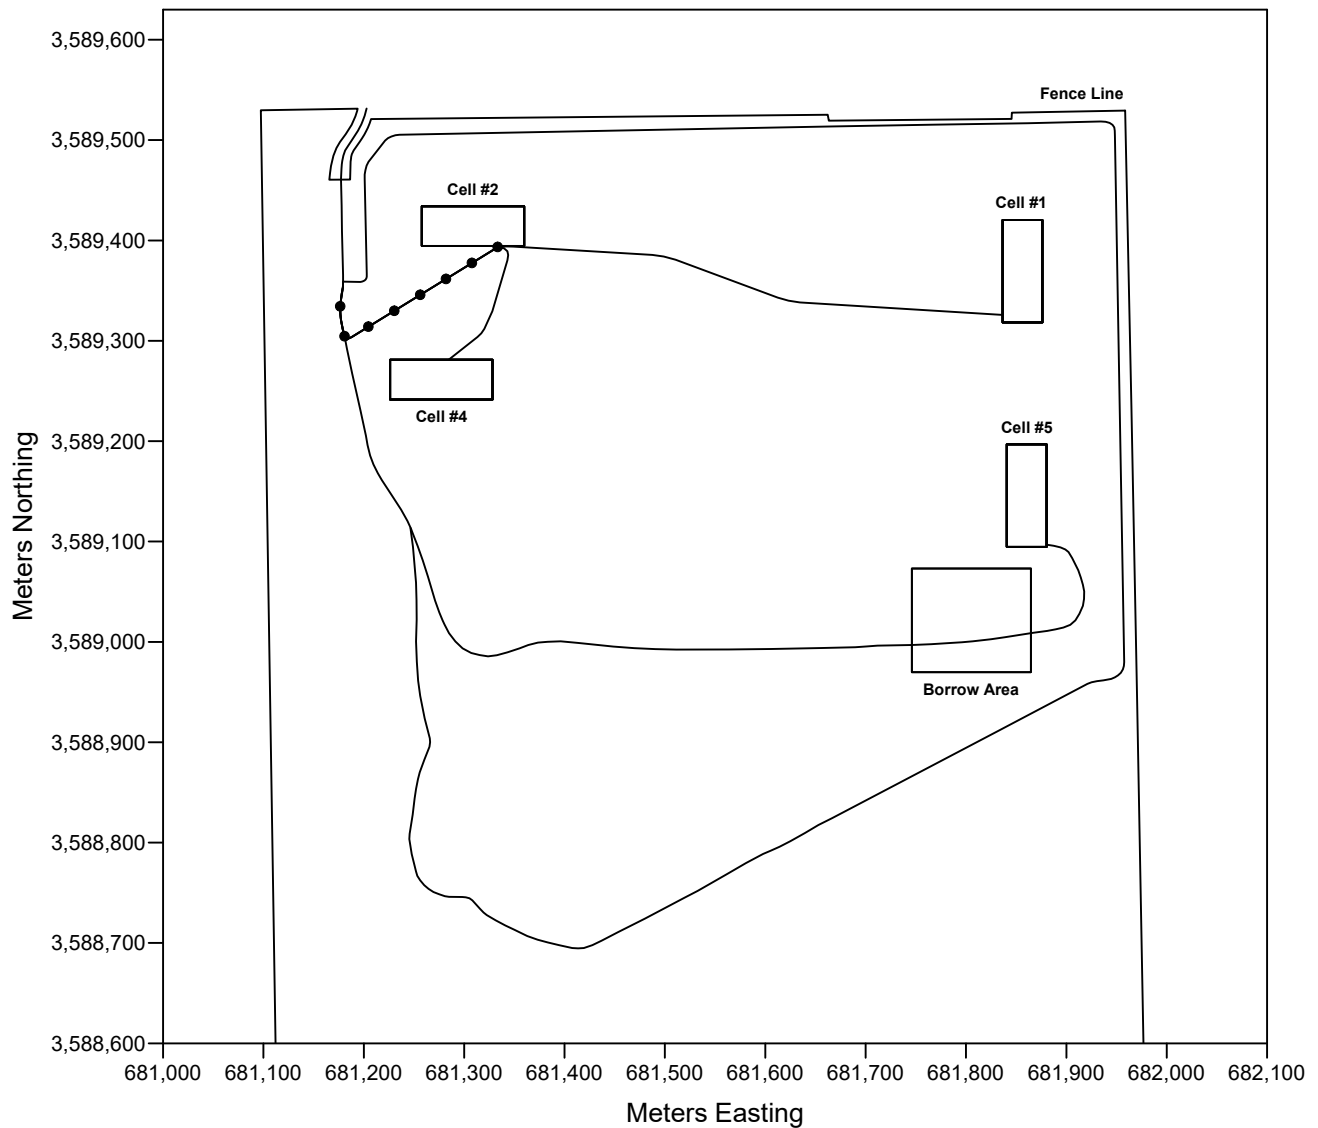 3,589,600
Fence Line
3,589,500
Cell #2
Cell #1
3,589,400
3,589,300
Cell #4
Cell #5
3,589,200
3,589,100
3,589,000
Borrow Area
3,588,900
3,588,800
3,588,700
3,588,600
Meters Northing
681,000 681,100 681,200 681,300 681,400 681,500 681,600 681,700 681,800 681,900 682,000 682,100
Meters Easting